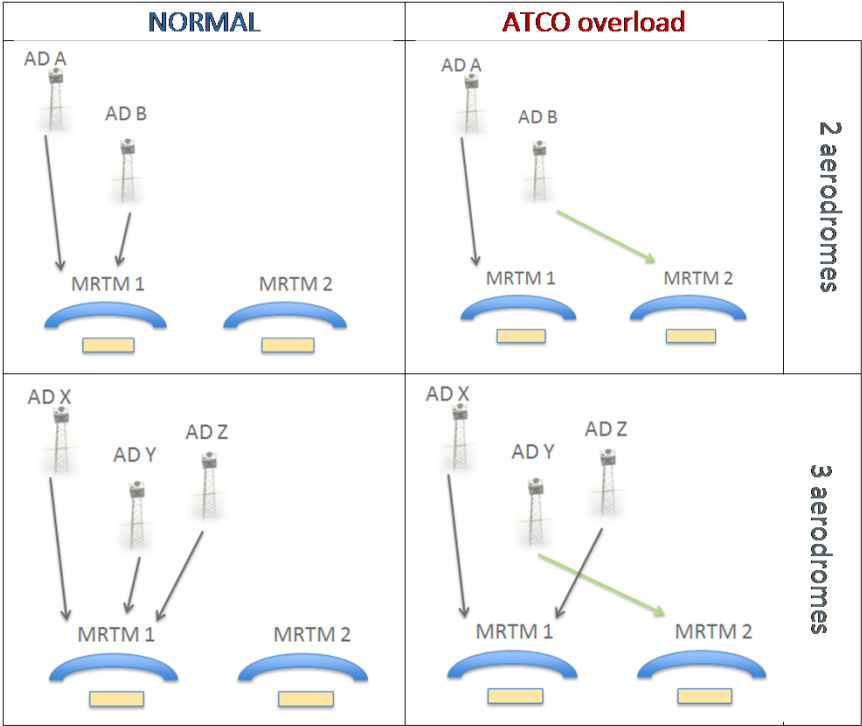 NORMAL
ATCO overload
AD A
AD B
MRTM 1
MRTM 2
AD A
AD B
MRTM 1
MRTM 2
2 aerodromes
AD X
AD Y
AD Z
MRTM 1
MRTM 2
AD X
AD Y
AD Z
MRTM 1
MRTM 2
3 aerodromes